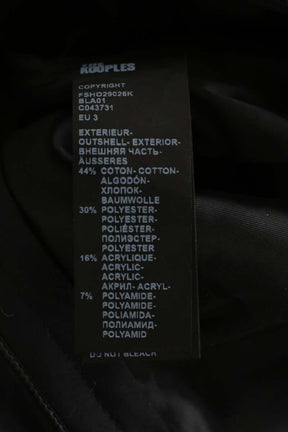 THE
KOOPLES
COPYRIGHT
FSHO29026K
BLA01
C043731
EU 3
EXTERIEUR-
OUTSHELL- EXTERIOR-
ВНЕШНЯЯ ЧАСТЬ-
ÄUSSERES
44% COTON- COTTON-
ALGODÓN-
ХЛОПОК-
BAUMWOLLE
30% POLYESTER-
POLYESTER-
POLIÉSTER-
ПОЛИЭСТЕР-
POLYESTER
16% ACRYLIQUE-
ACRYLIC-
ACRYLIC-
АКРИЛ- ACRYL-
7% POLYAMIDE-
POLYAMIDE-
POLIAMIDA-
ПОЛИАМИД-
POLYAMID
DO NOT BLEACH